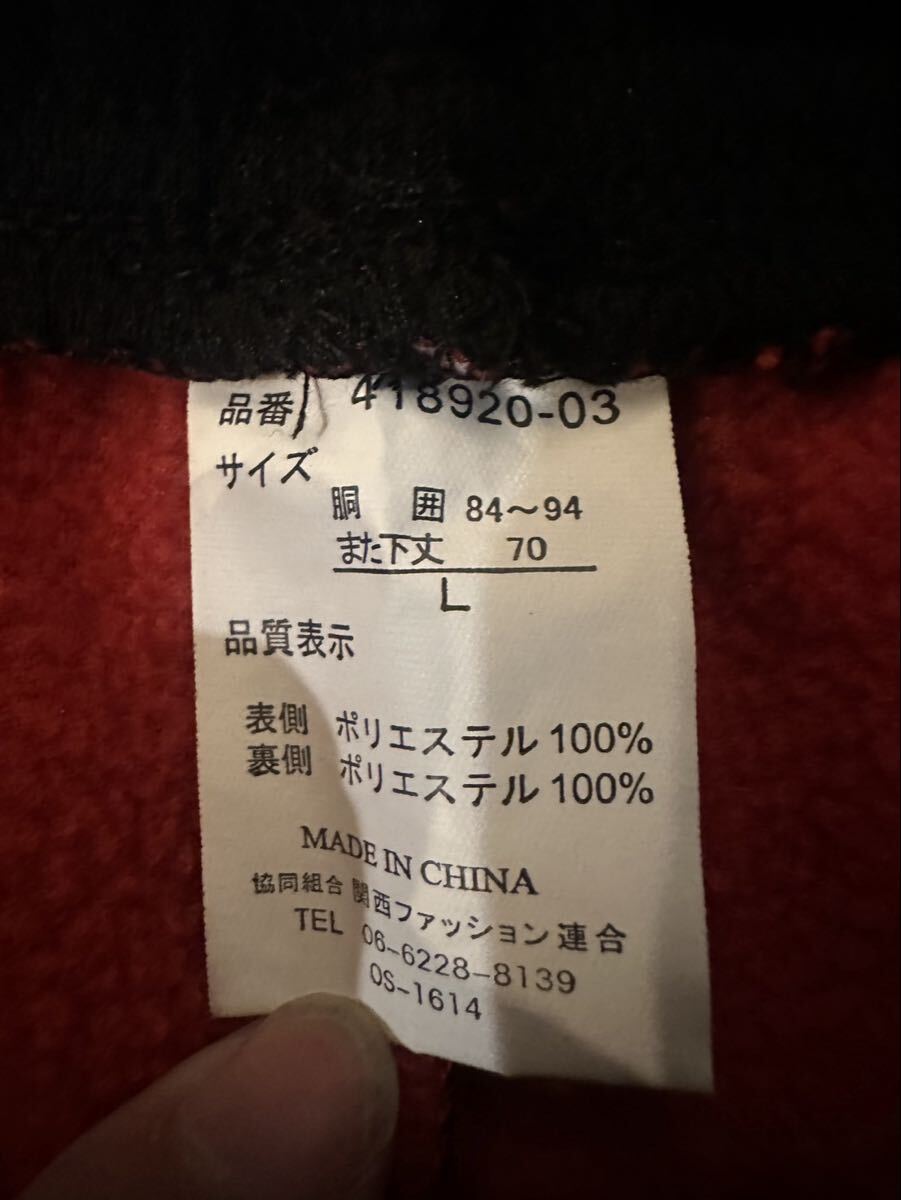 品番 418920-03
サイズ
胴 囲 84〜94
また下丈 70
L
品質表示
表側 ポリエステル100%
裏側 ポリエステル100%
MADE IN CHINA
協同組合 関西ファッション連合
TEL 06-6228-8139
OS-1614